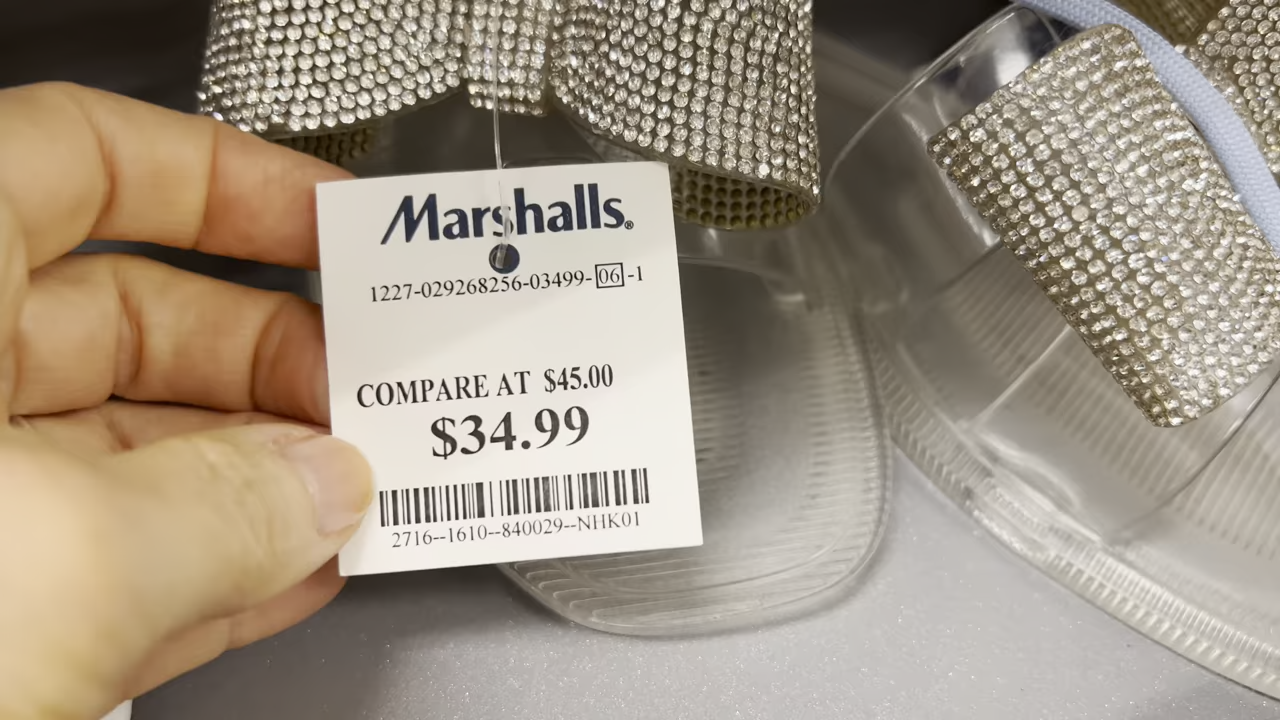 Marshalls®
1227-029268256-03499-06-1
COMPARE AT $45.00
$34.99
2716--1610--840029--NHK01